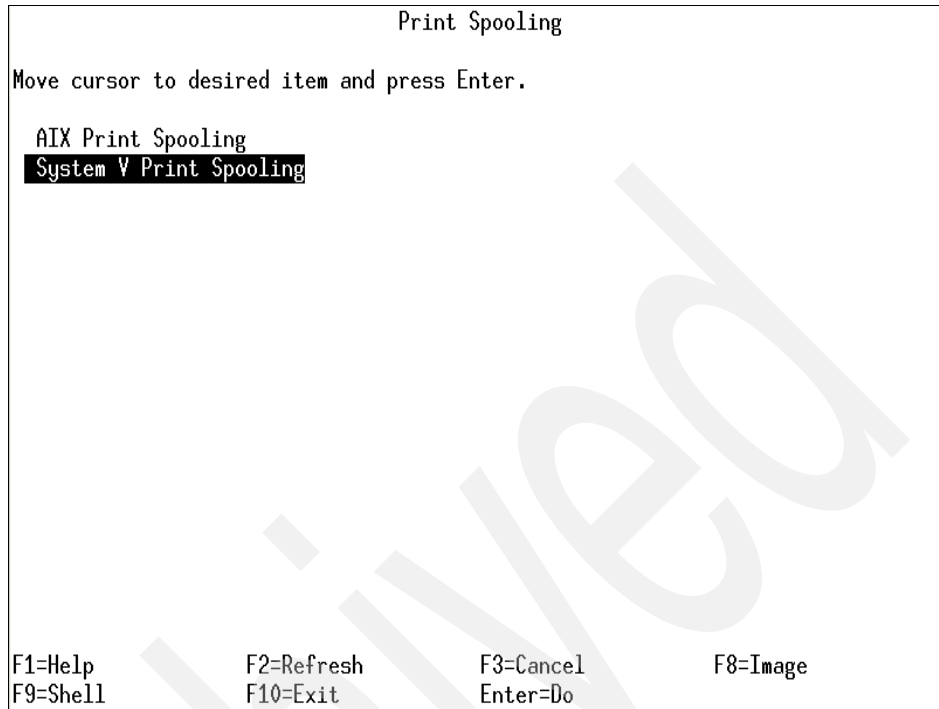 Print Spooling
Move cursor to desired item and press Enter.
AIX Print Spooling
System V Print Spooling
F1=Help F2=Refresh F3=Cancel F8=Image
F9=Shell F10=Exit Enter=Do